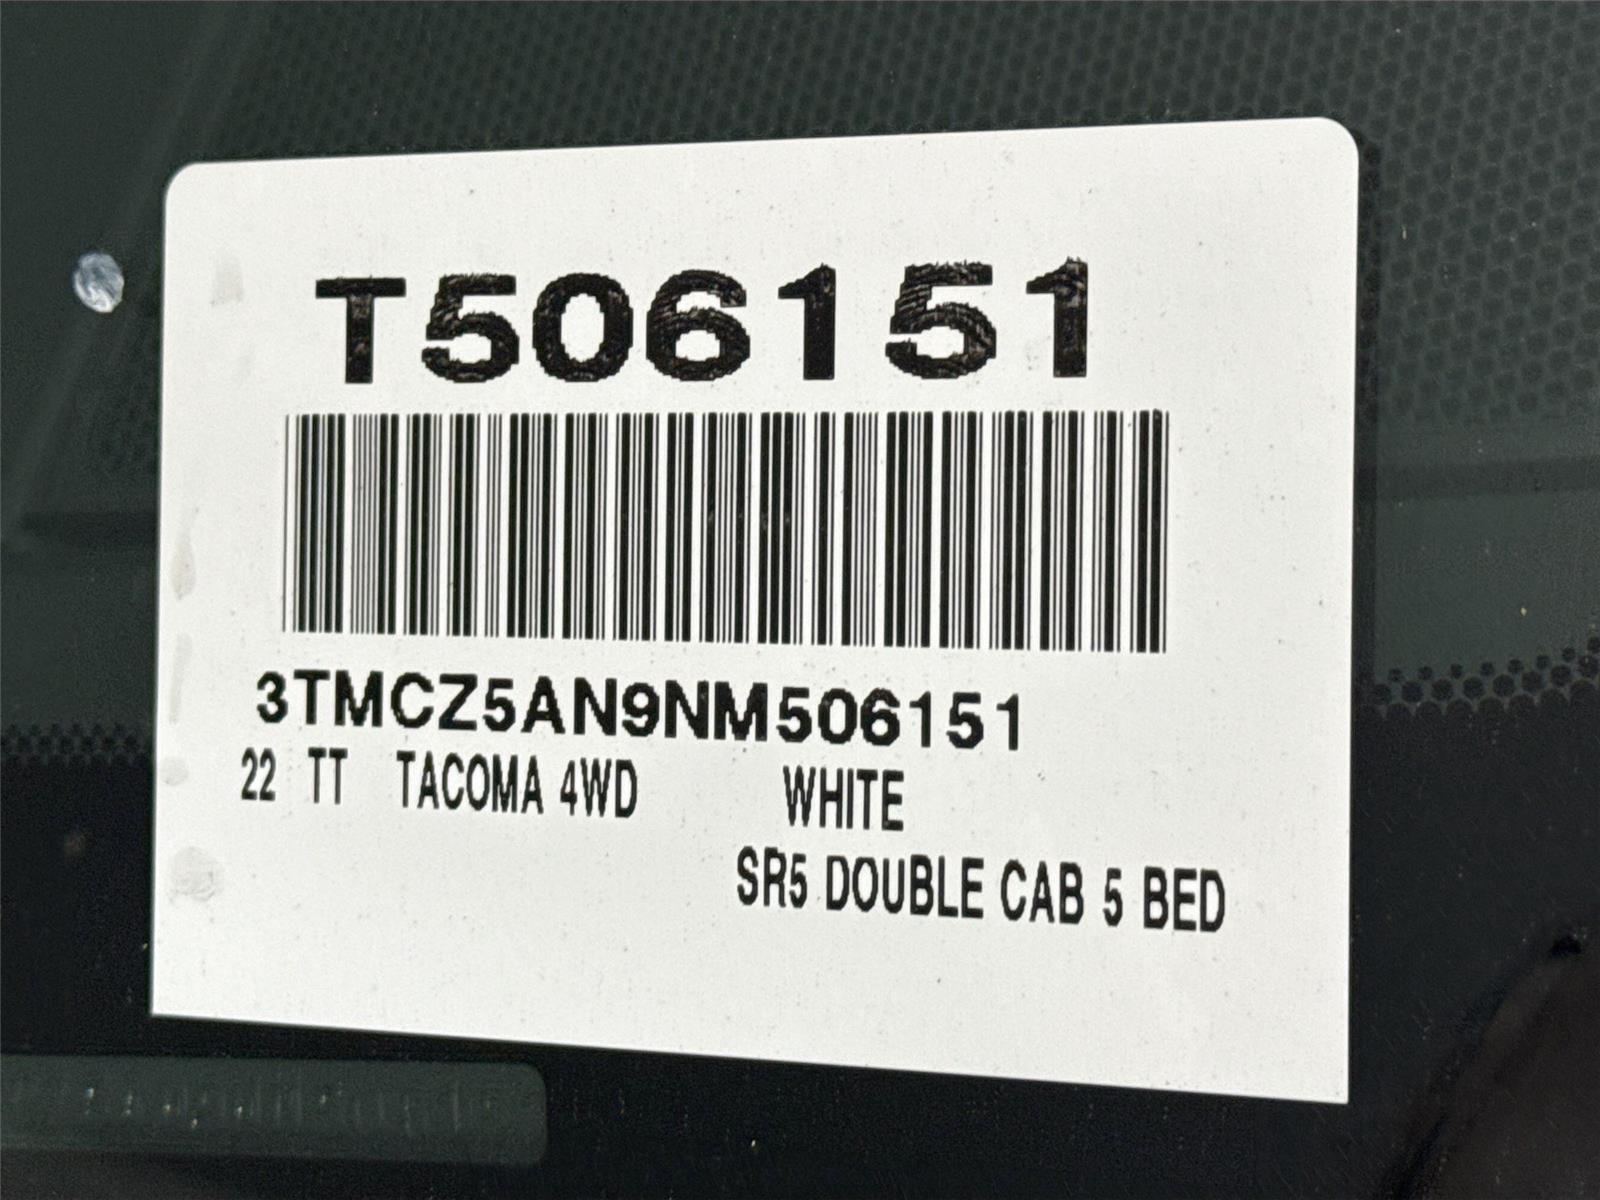 T506151
3TMCZ5AN9NM506151
22 TT TACOMA 4WD WHITE
SR5 DOUBLE CAB 5 BED